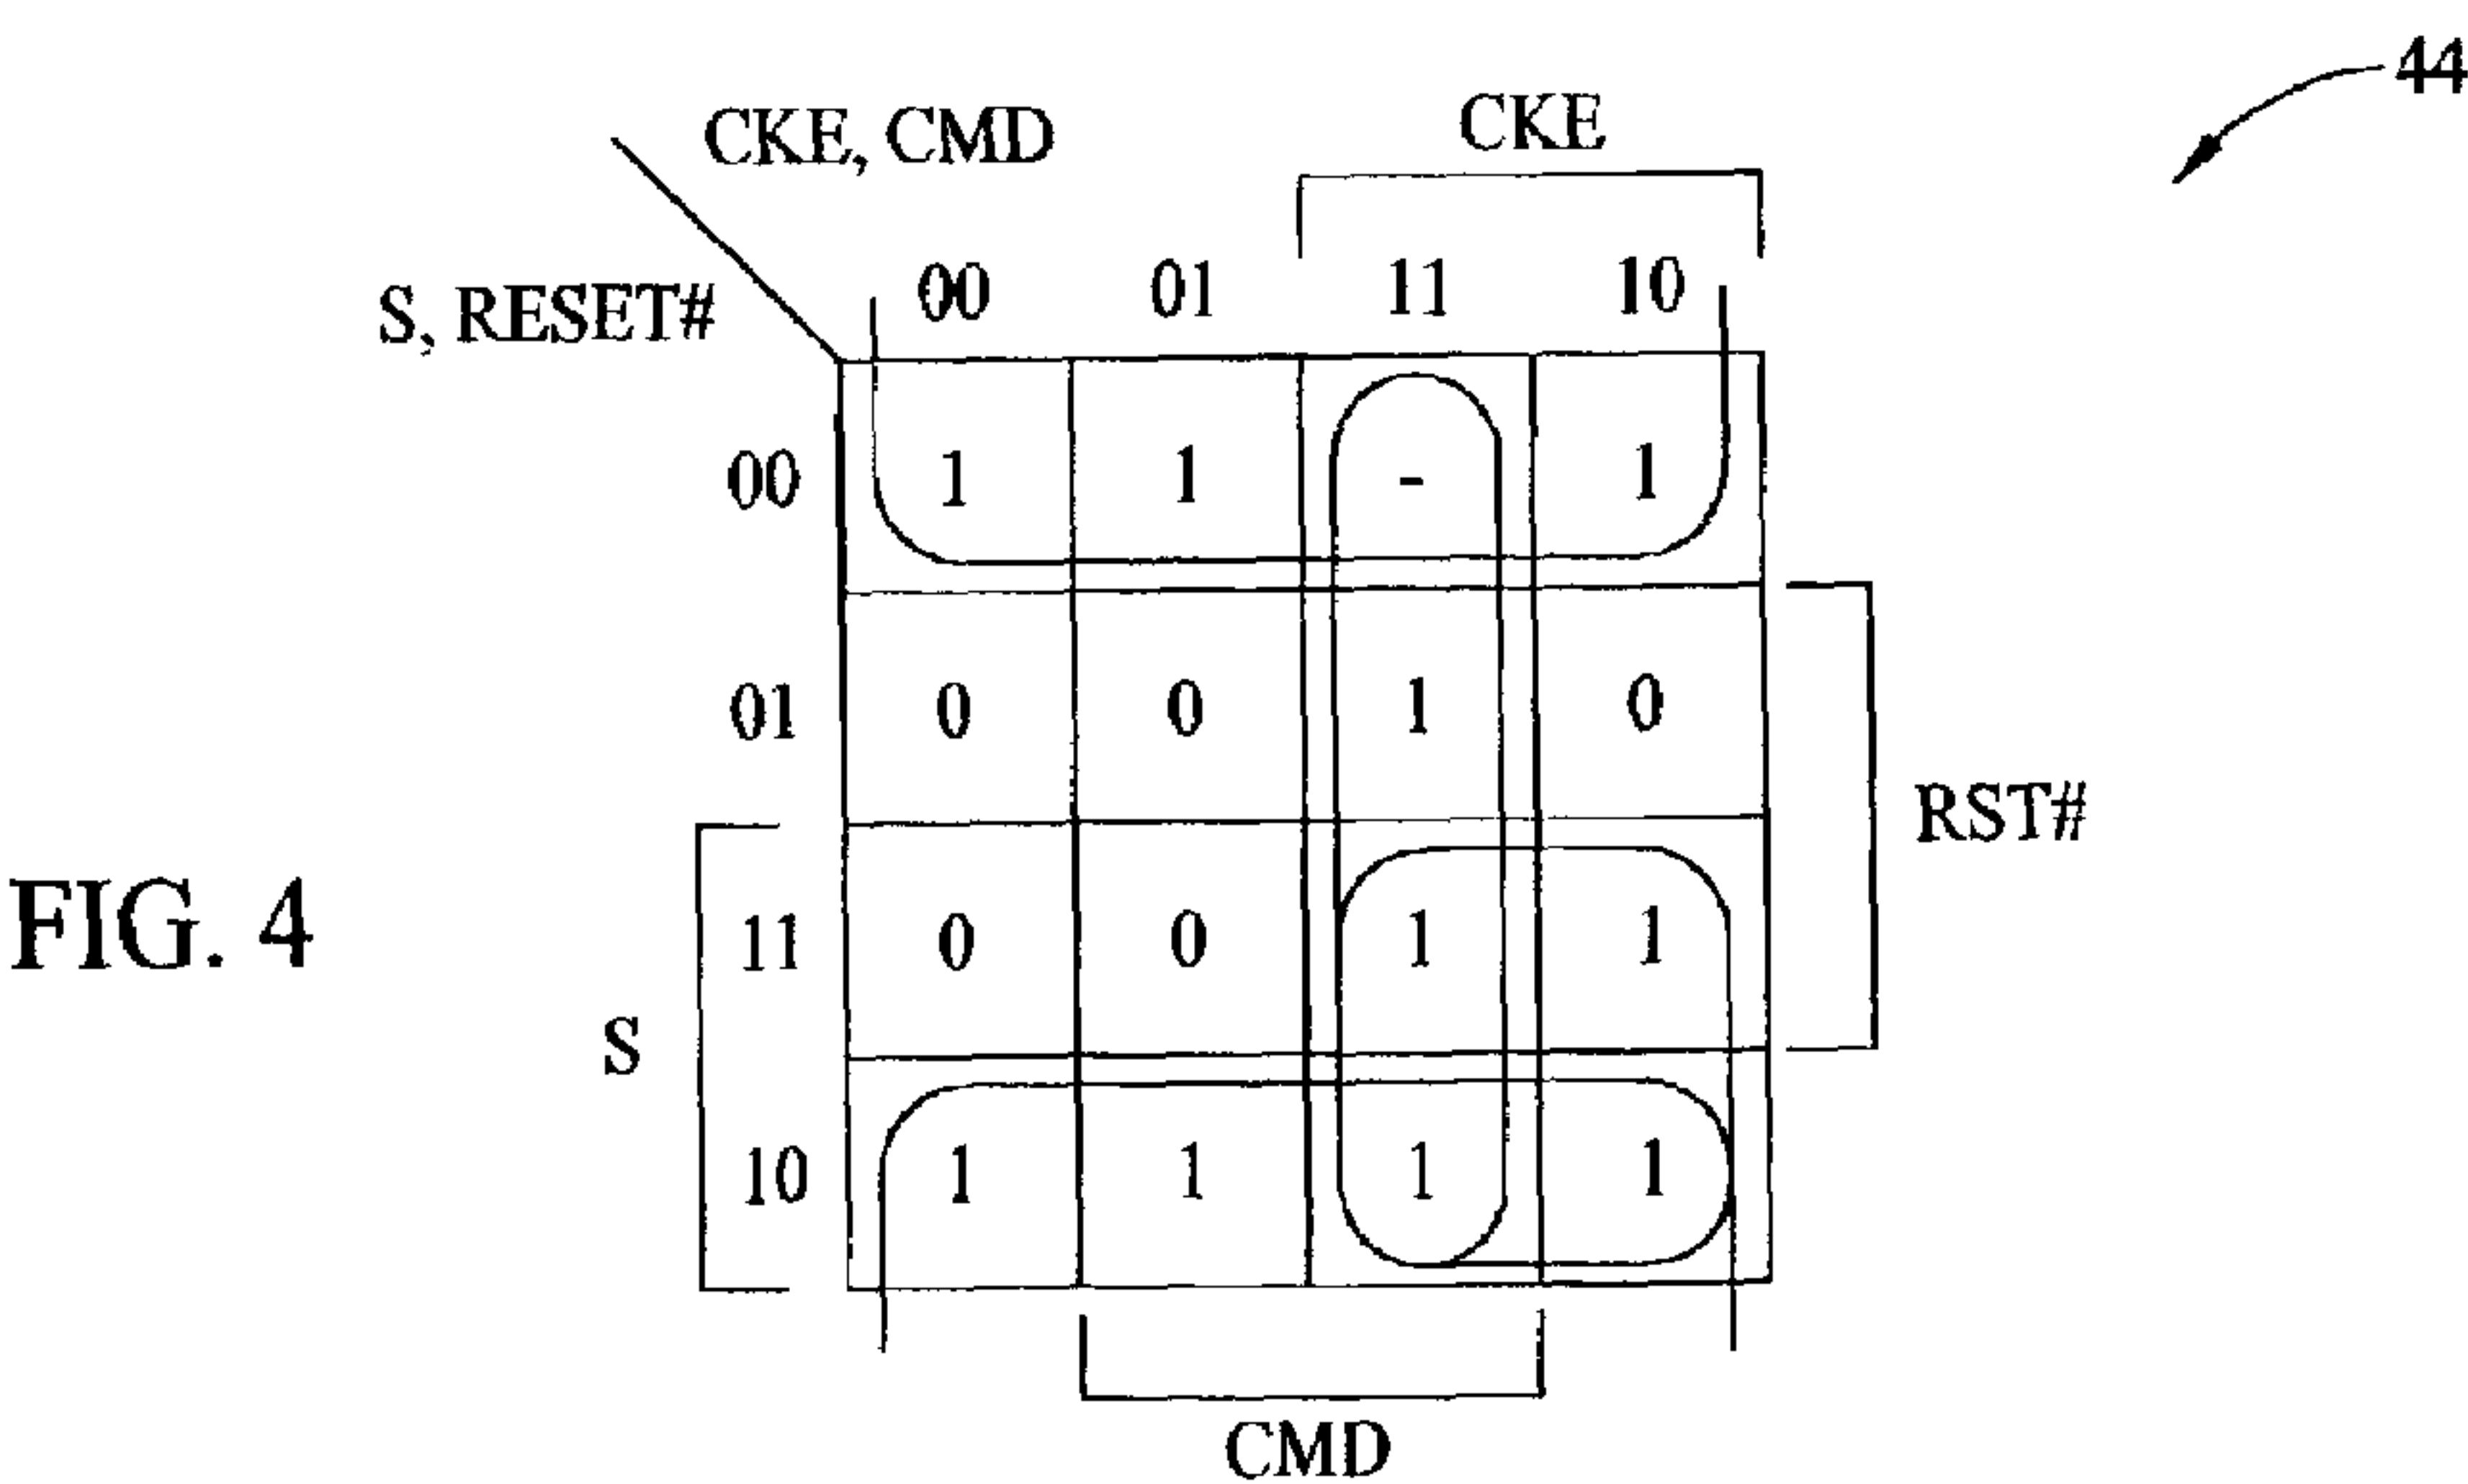 44
CKE, CMD
CKE
S, RESET#
00 01 11 10
00 1 1 - 1
01 0 0 1 0
RST#
11 0 0 1 1
FIG. 4
S
10 1 1 1 1
CMD